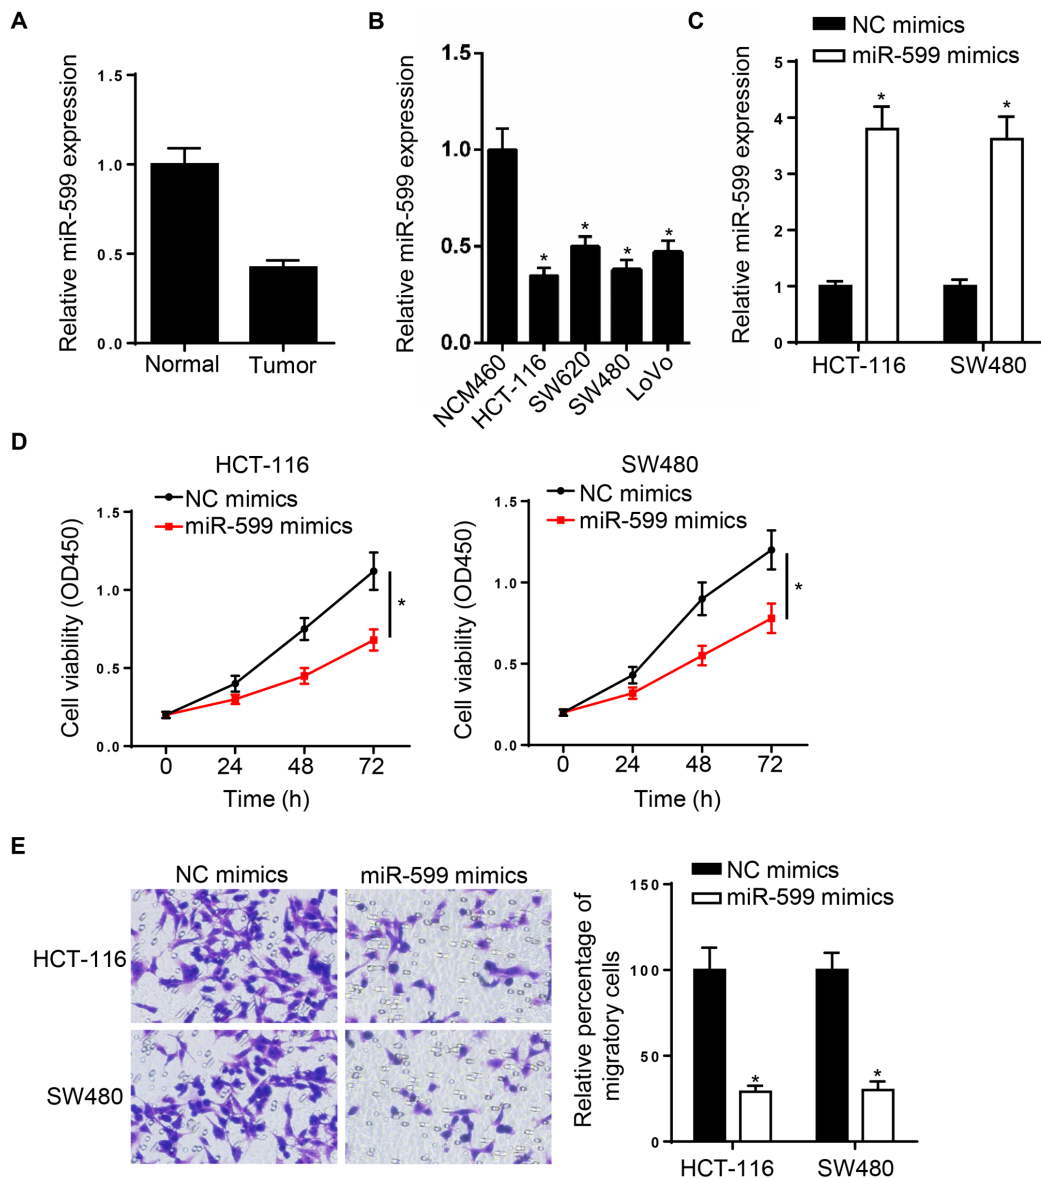 A
Relative miR-599 expression
1.5
1.0
0.5
0.0
Normal
Tumor
B
Relative miR-599 expression
1.5
1.0
0.5
0.0
*
*
*
*
NCM460
HCT-116
SW620
SW480
LoVo
C
NC mimics
miR-599 mimics
Relative miR-599 expression
5
4
3
2
1
0
*
*
HCT-116
SW480
D
HCT-116
NC mimics
miR-599 mimics
Cell viability (OD450)
1.5
1.0
0.5
0.0
*
0
24
48
72
Time (h)
SW480
NC mimics
miR-599 mimics
Cell viability (OD450)
1.5
1.0
0.5
0.0
*
0
24
48
72
Time (h)
E
NC mimics
miR-599 mimics
HCT-116
SW480
NC mimics
miR-599 mimics
Relative percentage of
migratory cells
150
100
50
0
*
*
HCT-116
SW480